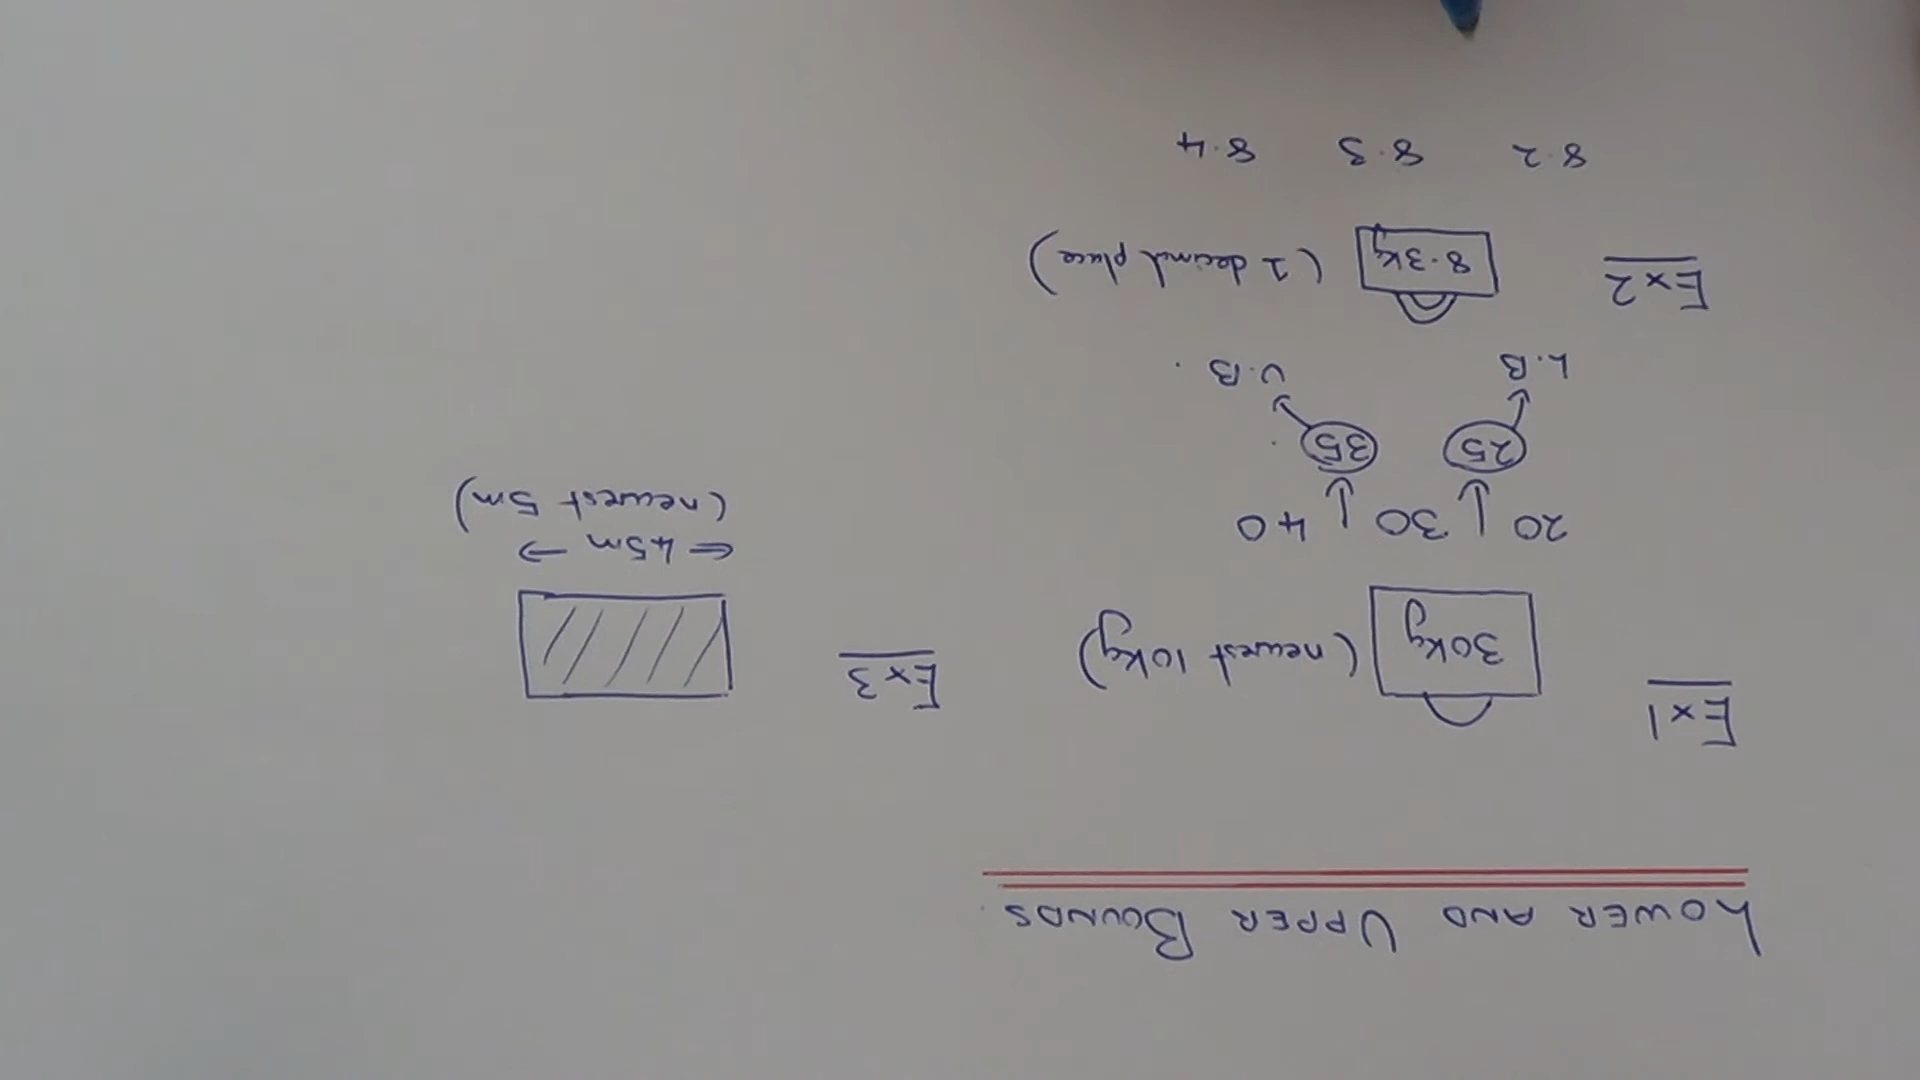 LOWER AND UPPER BOUNDS
Ex1
30kg (nearest 10kg)
20 ↓ 30 ↓ 40
25 35
L.B U.B
Ex2
8.3kg (1 decimal place)
8.2 8.3 8.4
Ex3
← 45m →
(nearest 5m)